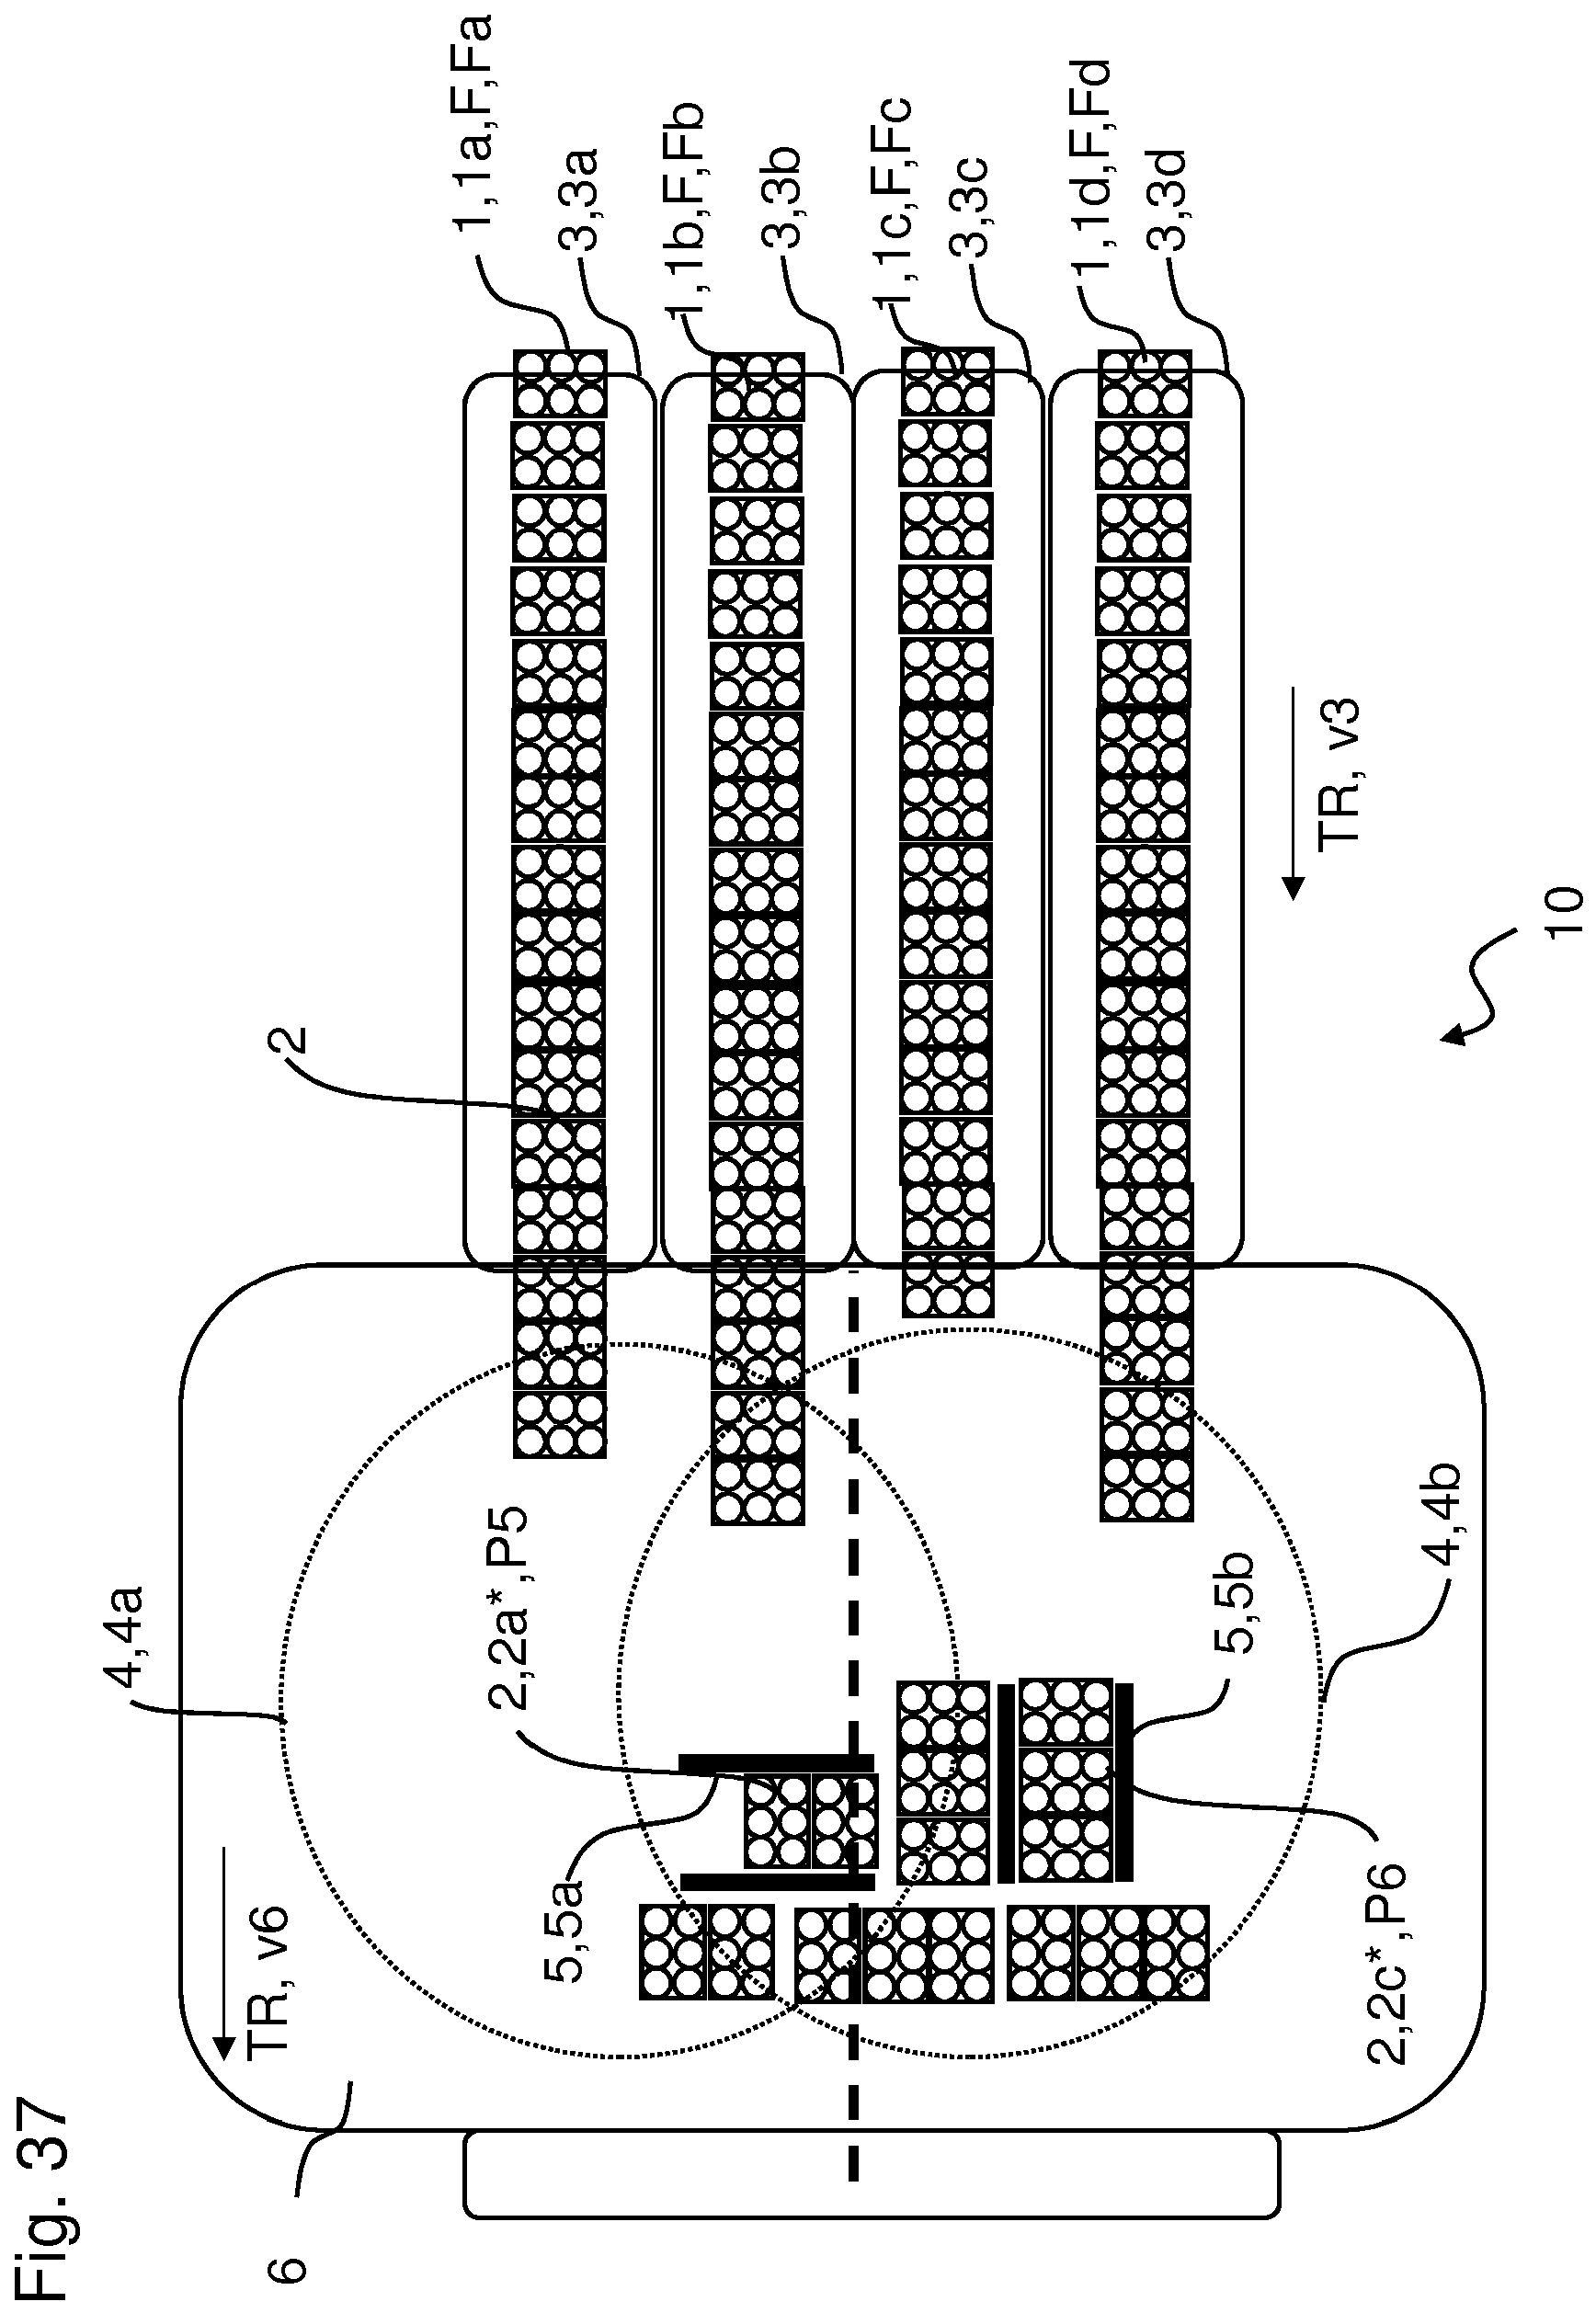 Fig. 37
6
TR, v6
4,4a
2
5,5a
2,2a*,P5
2,2c*,P6
5,5b
4,4b
10
TR, v3
1,1a,F,Fa
3,3a
1,1b,F,Fb
3,3b
1,1c,F,Fc
3,3c
1,1d,F,Fd
3,3d